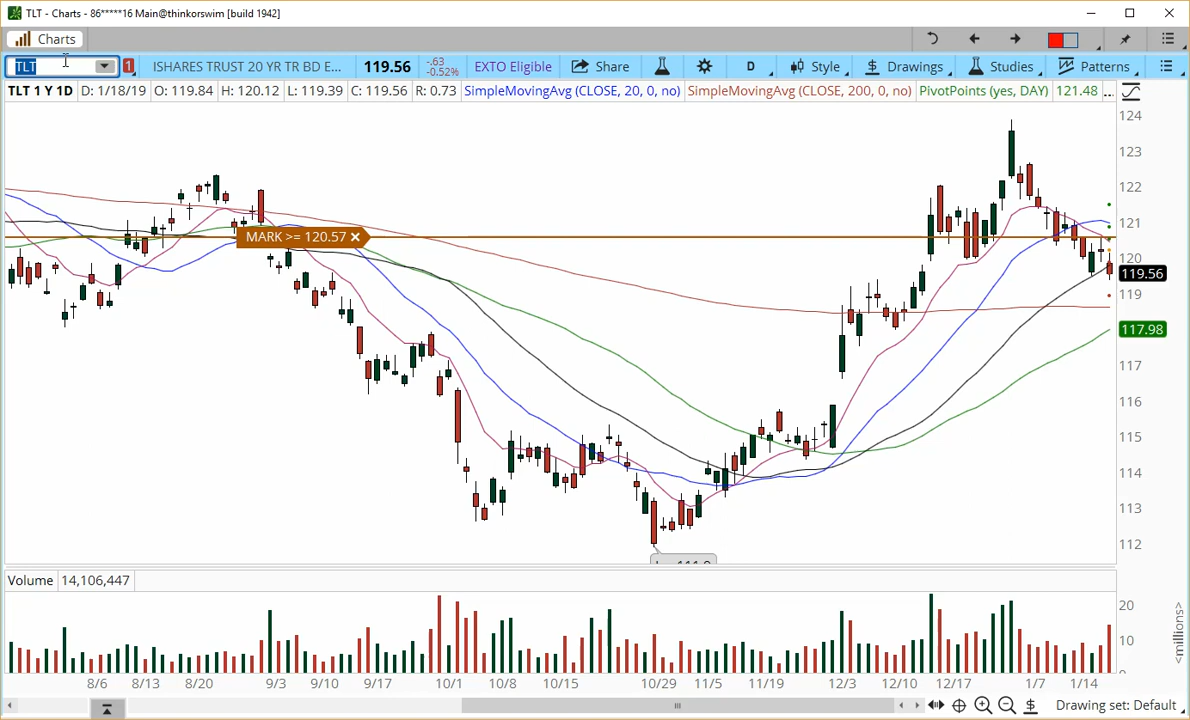 TLT - Charts - 86*****16 Main@thinkorswim [build 1942]
Charts
TLT 1 ISHARES TRUST 20 YR TR BD E... 119.56 -.63 -0.52% EXTO Eligible Share D Style $ Drawings Studies Patterns
TLT 1 Y 1D D: 1/18/19 O: 119.84 H: 120.12 L: 119.39 C: 119.56 R: 0.73 SimpleMovingAvg (CLOSE, 20, 0, no) SimpleMovingAvg (CLOSE, 200, 0, no) PivotPoints (yes, DAY) 121.48 ...
124
123
122
121
MARK >= 120.57
120
119.56
119
117.98
117
116
115
114
113
112
Volume 14,106,447
20
10
<millions>
8/6 8/13 8/20 9/3 9/10 9/17 10/1 10/8 10/15 10/29 11/5 11/19 12/3 12/10 12/17 1/7 1/14
$ Drawing set: Default